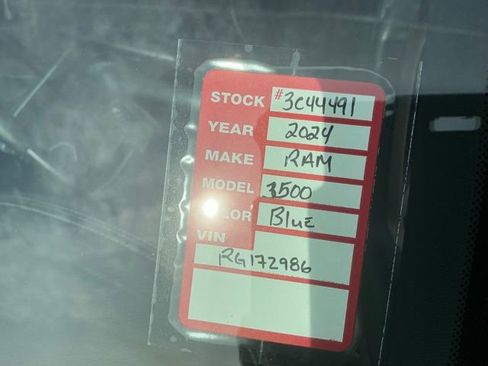 STOCK #3C44491
YEAR 2024
MAKE RAM
MODEL 3500
LOR Blue
VIN
RG172986